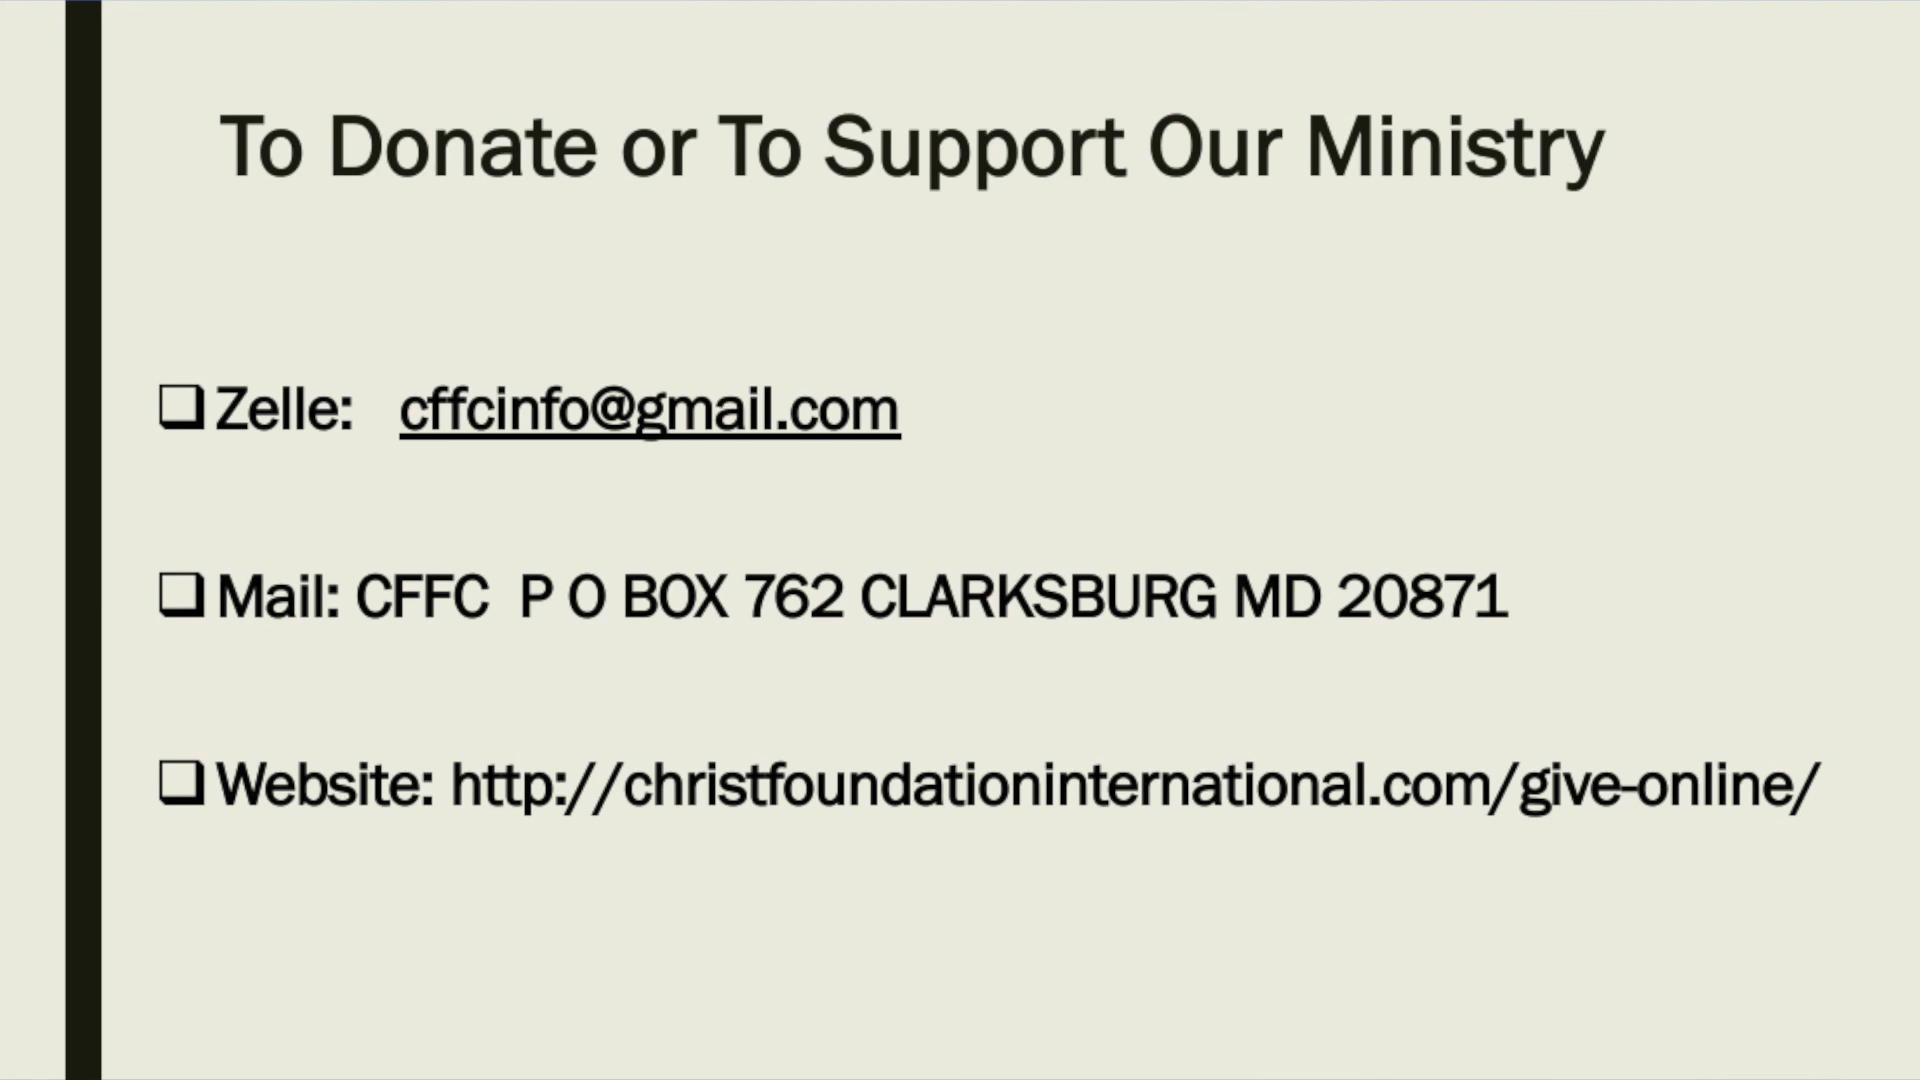 To Donate or To Support Our Ministry
Zelle: cffcinfo@gmail.com
Mail: CFFC P O BOX 762 CLARKSBURG MD 20871
Website: http://christfoundationinternational.com/give-online/